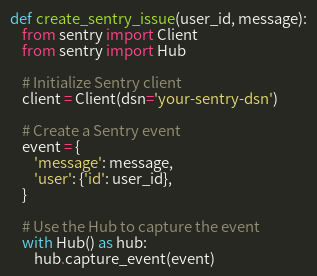 def create_sentry_issue(user_id, message):
    from sentry import Client
    from sentry import Hub

    # Initialize Sentry client
    client = Client(dsn='your-sentry-dsn')

    # Create a Sentry event
    event = {
        'message': message,
        'user': {'id': user_id},
    }

    # Use the Hub to capture the event
    with Hub() as hub:
        hub.capture_event(event)